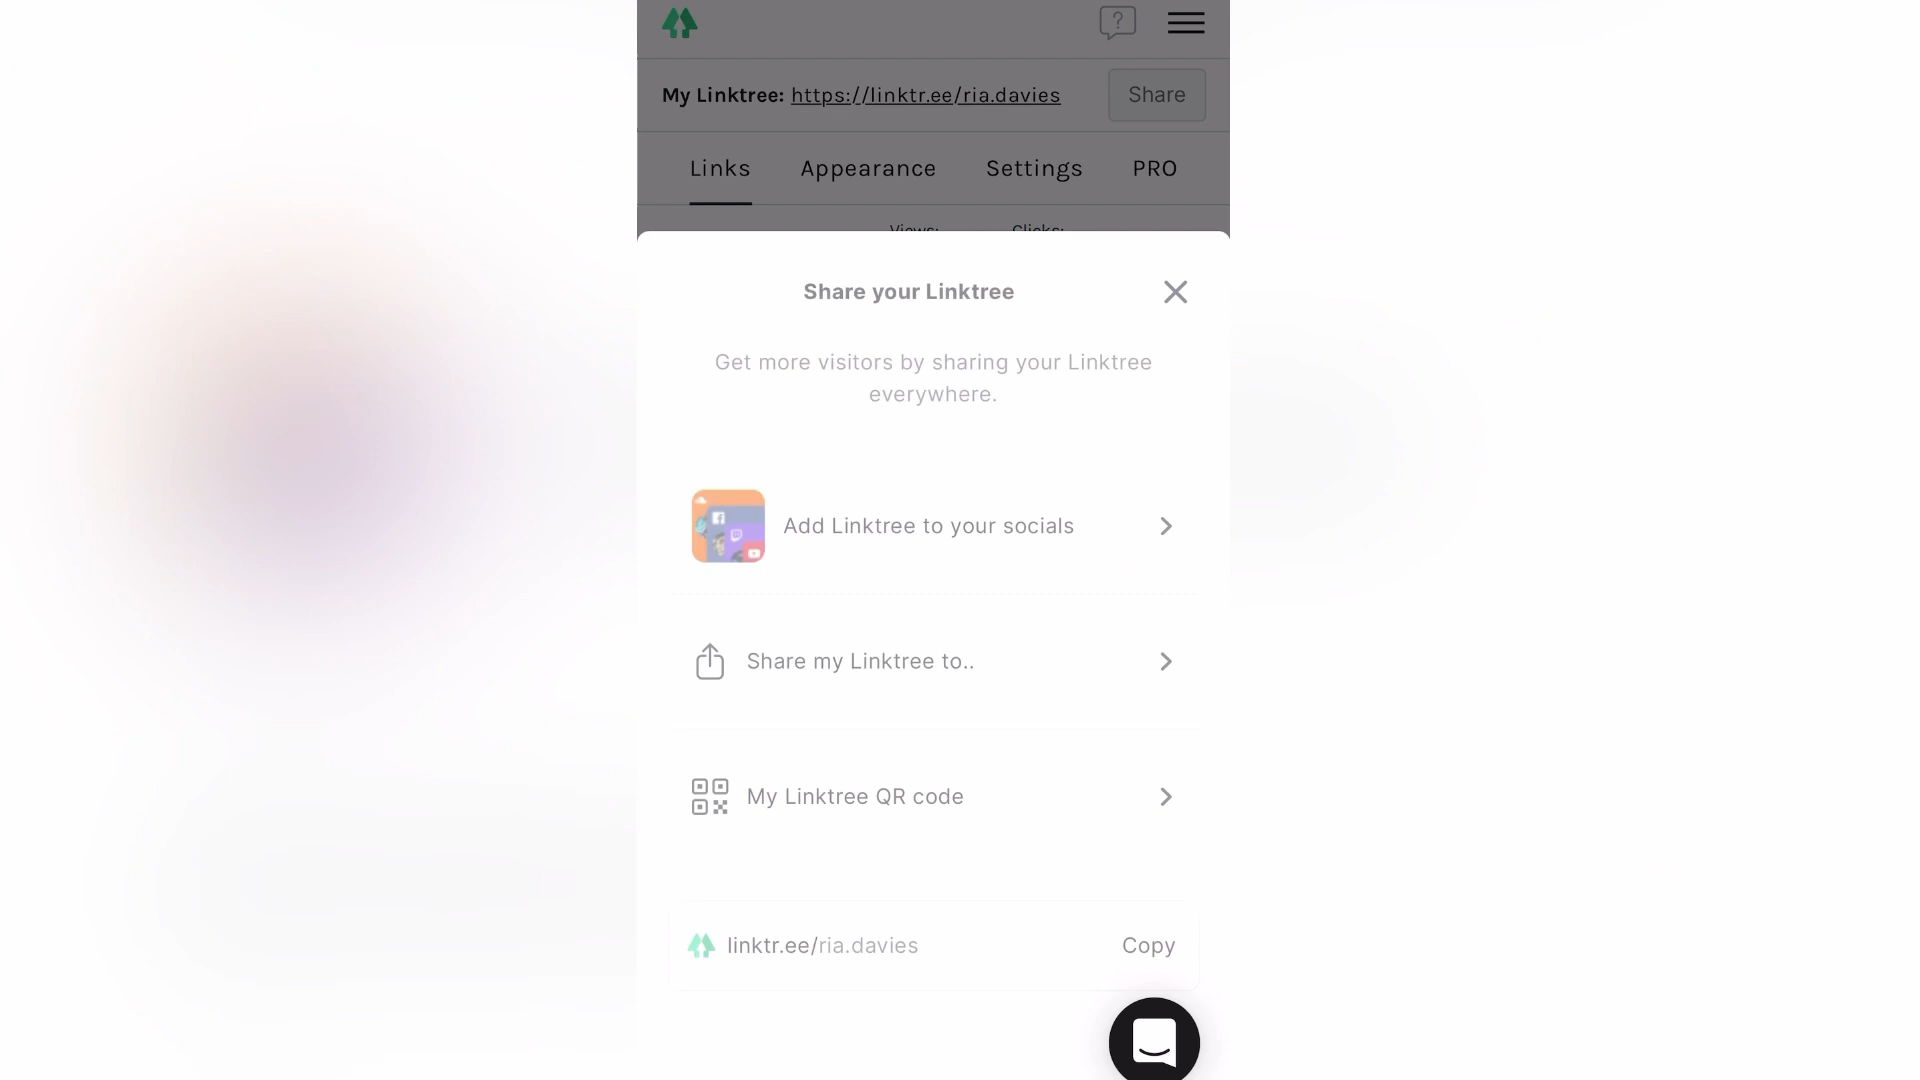 My Linktree: https://linktr.ee/ria.davies
Share
Links Appearance Settings PRO
Views: Clicks:
Share your Linktree
Get more visitors by sharing your Linktree
everywhere.
Add Linktree to your socials
Share my Linktree to..
My Linktree QR code
linktr.ee/ria.davies
Copy